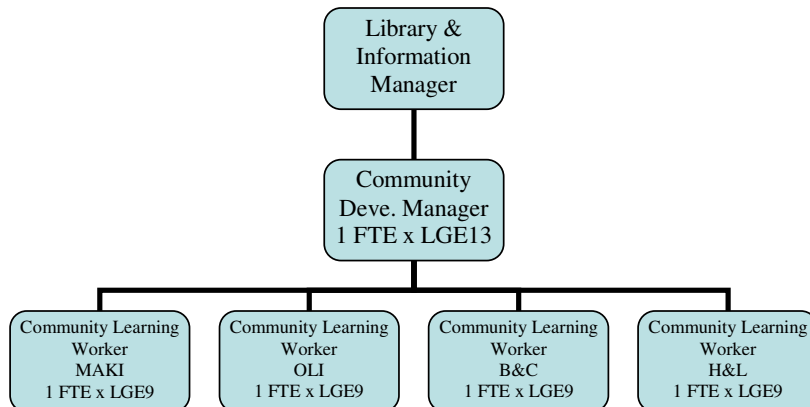 Library &
Information
Manager
Community
Deve. Manager
1 FTE x LGE13
Community Learning
Worker
MAKI
1 FTE x LGE9
Community Learning
Worker
OLI
1 FTE x LGE9
Community Learning
Worker
B&C
1 FTE x LGE9
Community Learning
Worker
H&L
1 FTE x LGE9